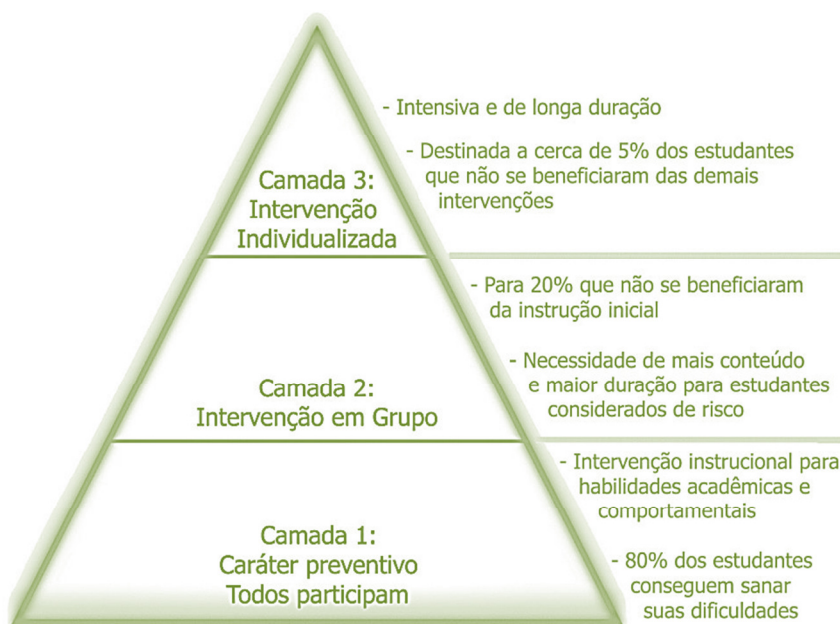 - Intensiva e de longa duração
- Destinada a cerca de 5% dos estudantes
que não se beneficiaram das demais
intervenções
Camada 3:
Intervenção
Individualizada
- Para 20% que não se beneficiaram
da instrução inicial
- Necessidade de mais conteúdo
e maior duração para estudantes
considerados de risco
Camada 2:
Intervenção em Grupo
- Intervenção instrucional para
habilidades acadêmicas e
comportamentais
- 80% dos estudantes
conseguem sanar
suas dificuldades
Camada 1:
Caráter preventivo
Todos participam